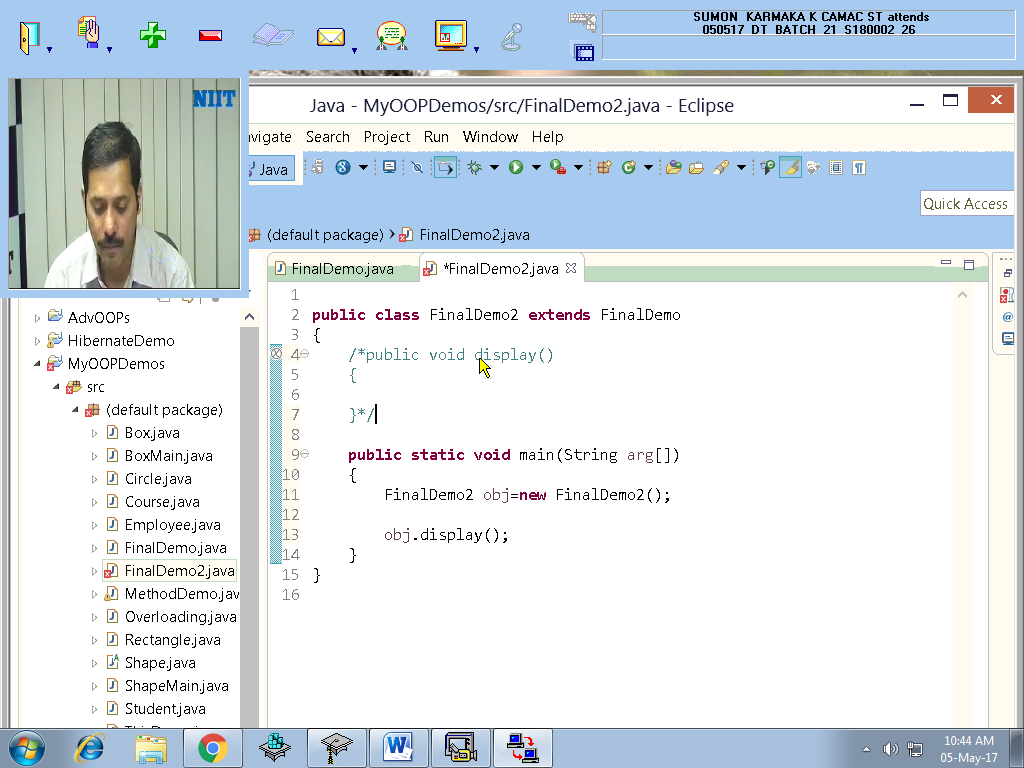 SUMON KARMAKA K CAMAC ST attends
050517 DT BATCH 21 S180002 26
NIIT
Java - MyOOPDemos/src/FinalDemo2.java - Eclipse
vigate Search Project Run Window Help
Java
Quick Access
(default package) FinalDemo2.java
FinalDemo.java *FinalDemo2.java
AdvOOPs
HibernateDemo
MyOOPDemos
src
(default package)
Box.java
BoxMain.java
Circle.java
Course.java
Employee.java
FinalDemo.java
FinalDemo2.java
MethodDemo.jav
Overloading.java
Rectangle.java
Shape.java
ShapeMain.java
Student.java
1
2 public class FinalDemo2 extends FinalDemo
3 {
4 /*public void display()
5 {
6
7 }*/
8
9 public static void main(String arg[])
10 {
11 FinalDemo2 obj=new FinalDemo2();
12
13 obj.display();
14 }
15 }
16
10:44 AM
05-May-17